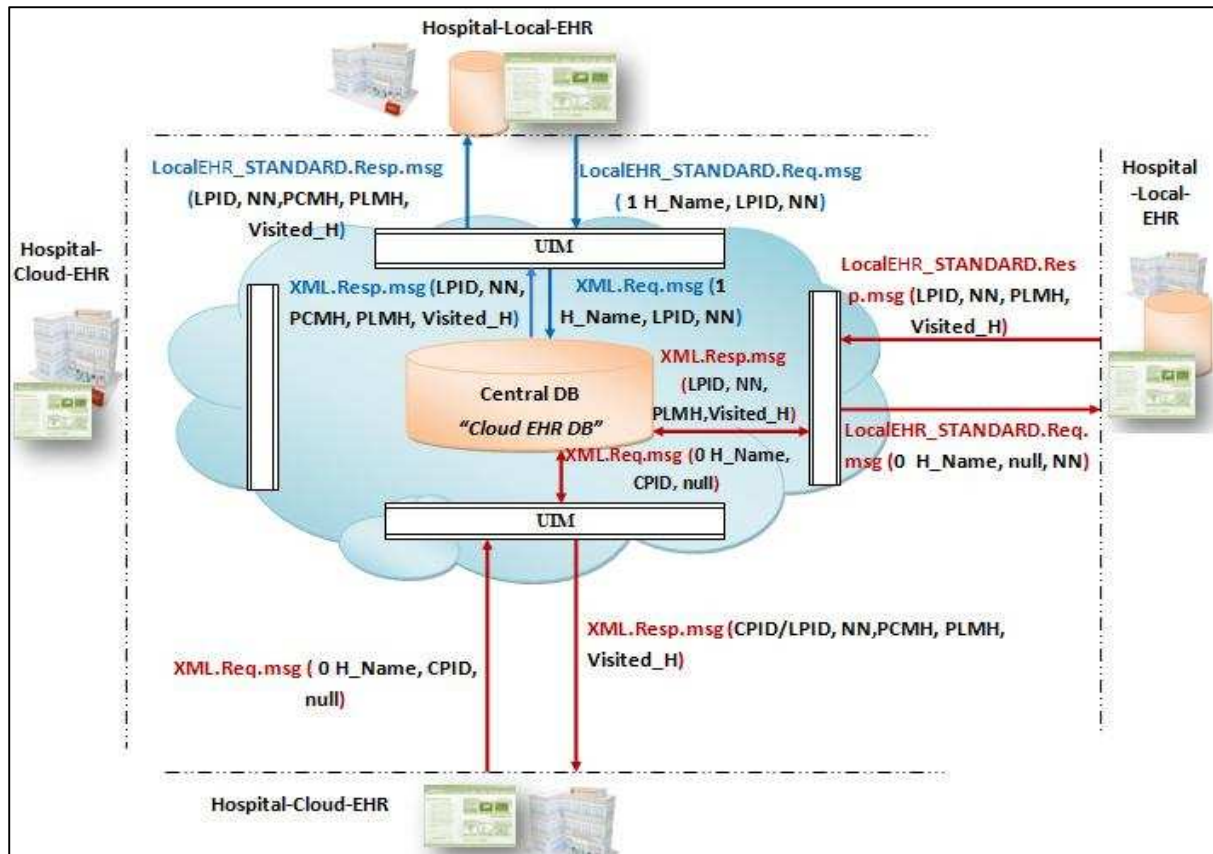 Hospital-Local-EHR
LocalEHR_STANDARD.Resp.msg
(LPID, NN,PCMH, PLMH,
Visited_H)
LocalEHR_STANDARD.Req.msg
( 1 H_Name, LPID, NN)
Hospital
-Local-
EHR
Hospital-
Cloud-EHR
UIM
XML.Resp.msg (LPID, NN,
PCMH, PLMH, Visited_H)
XML.Req.msg (1
H_Name, LPID, NN)
LocalEHR_STANDARD.Res
p.msg (LPID, NN, PLMH,
Visited_H)
Central DB
"Cloud EHR DB"
XML.Resp.msg
(LPID, NN,
PLMH,Visited_H)
LocalEHR_STANDARD.Req.
msg (0 H_Name, null, NN)
XML.Req.msg (0 H_Name,
CPID, null)
UIM
XML.Req.msg ( 0 H_Name, CPID,
null)
XML.Resp.msg (CPID/LPID, NN,PCMH, PLMH,
Visited_H)
Hospital-Cloud-EHR